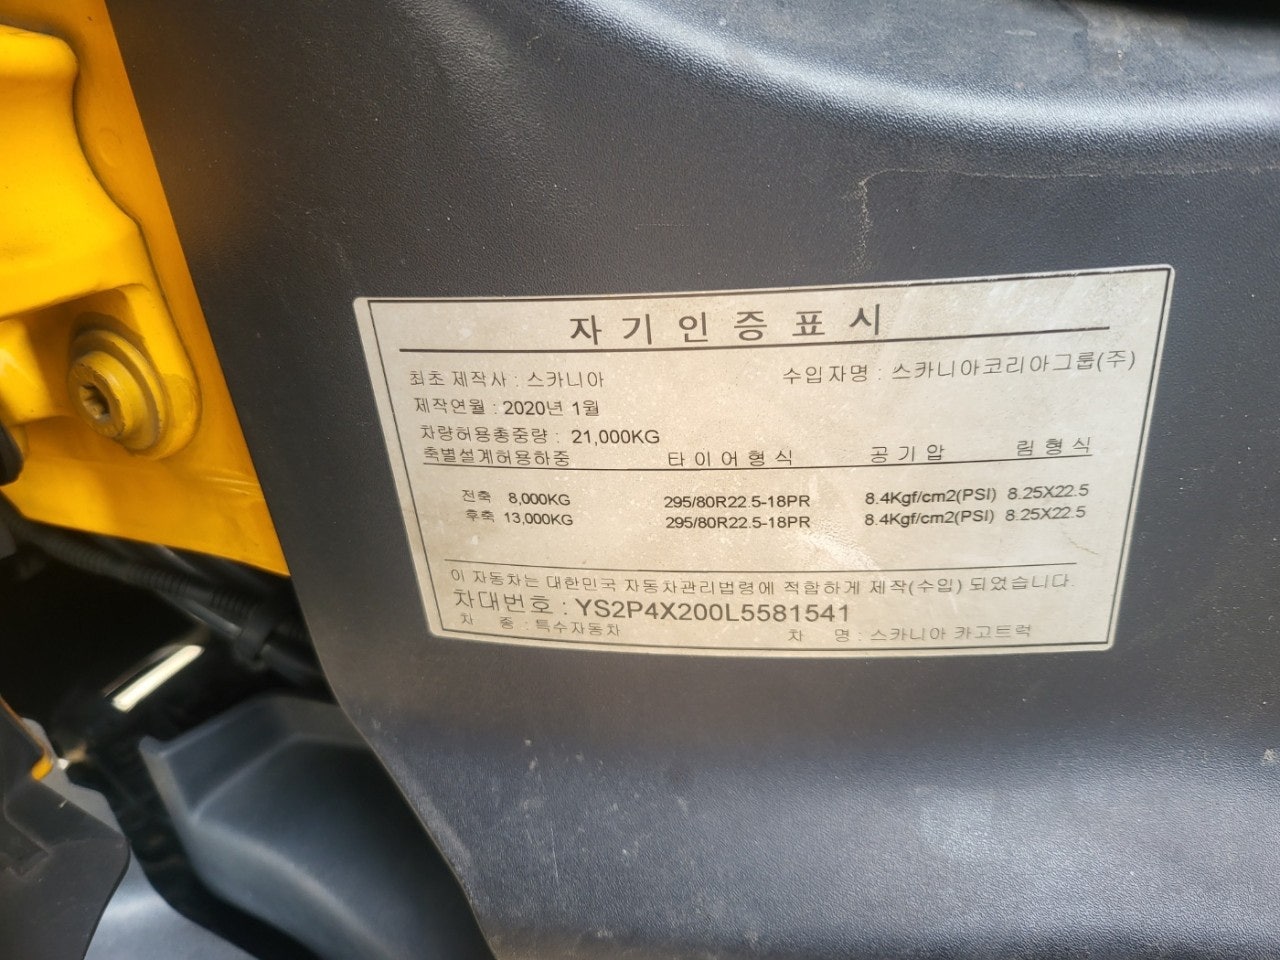 자기인증표시
최초 제작사 : 스카니아 수입자명 : 스카니아코리아그룹(주)
제작연월 : 2020년 1월
차량허용총중량 : 21,000KG
축별설계허용하중 타이어형식 공기압 림형식
전축 8,000KG 295/80R22.5-18PR 8.4Kgf/cm2(PSI) 8.25X22.5
후축 13,000KG 295/80R22.5-18PR 8.4Kgf/cm2(PSI) 8.25X22.5
이 자동차는 대한민국 자동차관리법령에 적합하게 제작(수입) 되었습니다.
차대번호 : YS2P4X200L5581541
차 종 : 특수자동차 차 명 : 스카니아 카고트럭